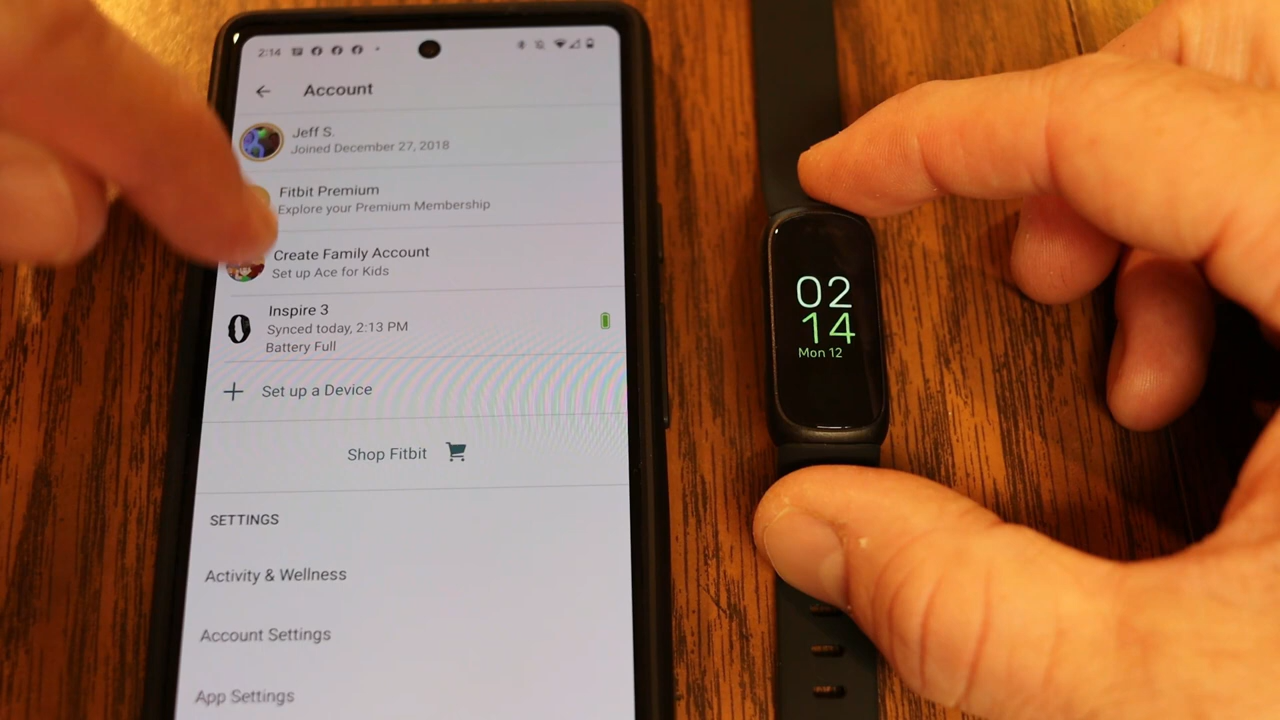 2:14
Account
Jeff S.
Joined December 27, 2018
Fitbit Premium
Explore your Premium Membership
Create Family Account
Set up Ace for Kids
Inspire 3
Synced today, 2:13 PM
Battery Full
Set up a Device
Shop Fitbit
SETTINGS
Activity & Wellness
Account Settings
App Settings
02
14
Mon 12